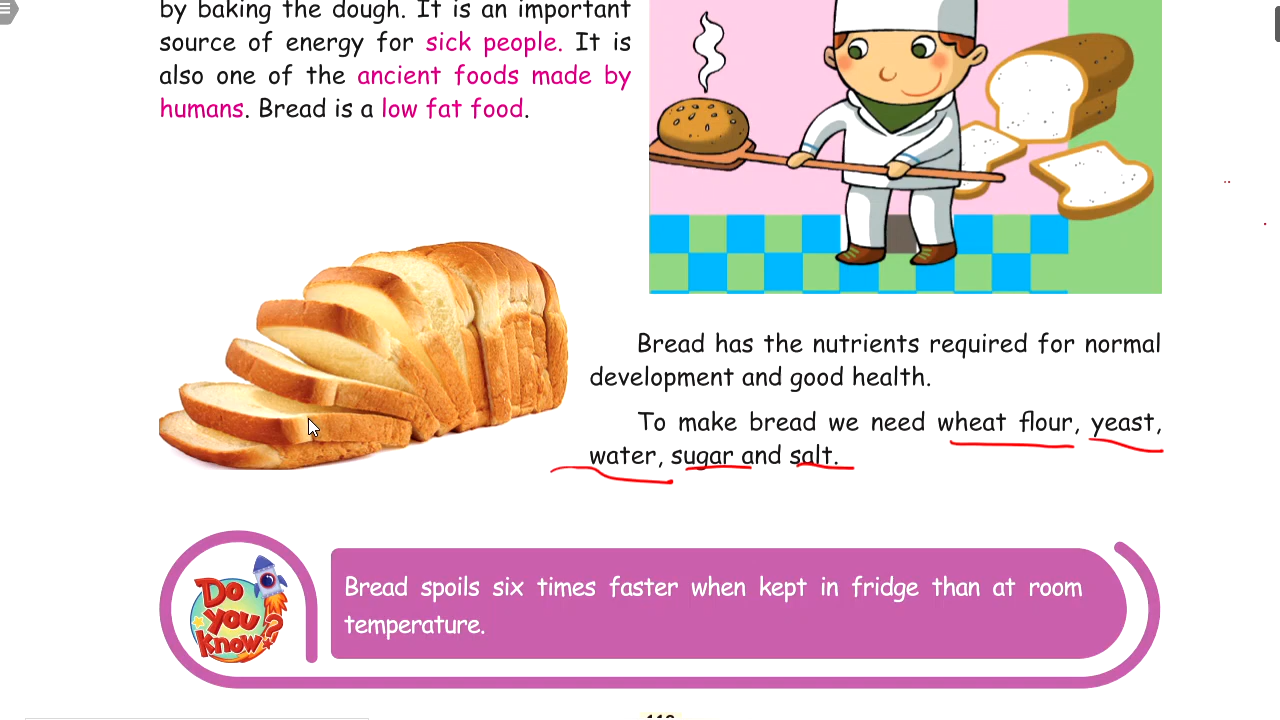 by baking the dough. It is an important
source of energy for sick people. It is
also one of the ancient foods made by
humans. Bread is a low fat food.
Bread has the nutrients required for normal
development and good health.
To make bread we need wheat flour, yeast,
water, sugar and salt.
Do
you
know?
Bread spoils six times faster when kept in fridge than at room
temperature.